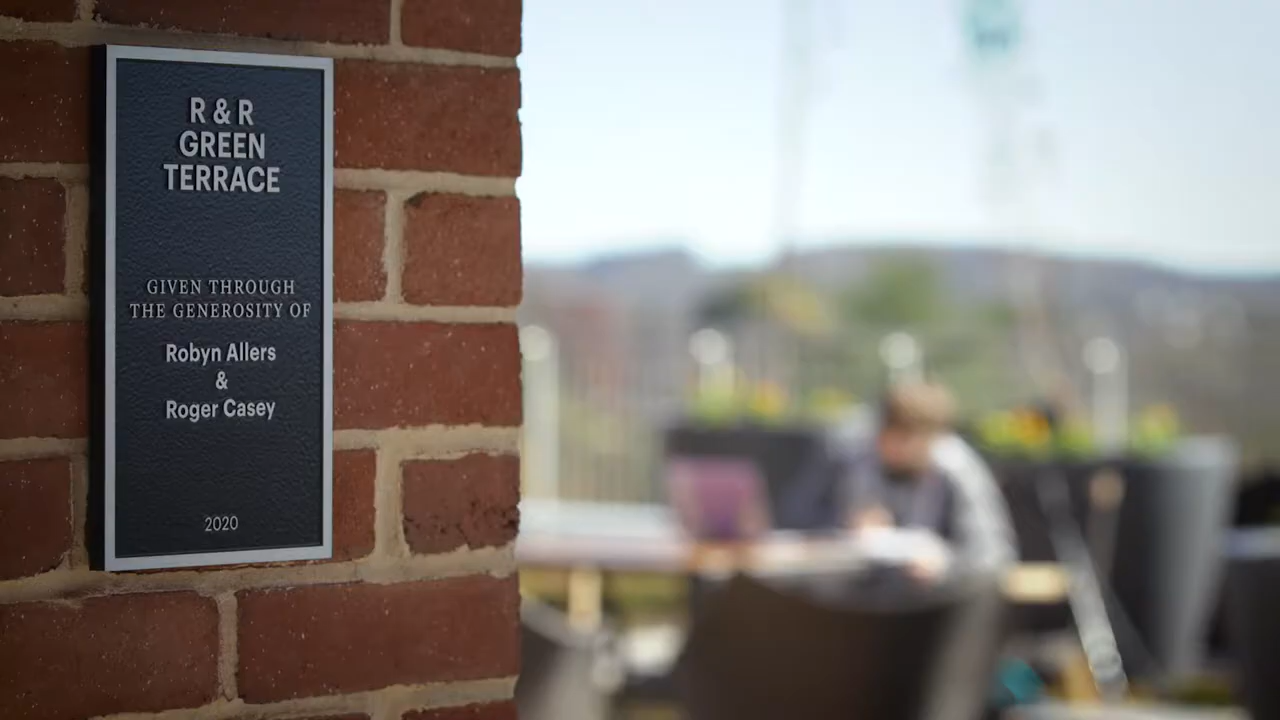 R & R
GREEN
TERRACE
GIVEN THROUGH
THE GENEROSITY OF
Robyn Allers
&
Roger Casey
2020